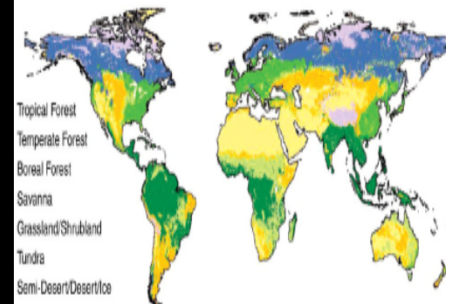 Tropical Forest
Temperate Forest
Boreal Forest
Savanna
Grassland/Shrubland
Tundra
Semi-Desert/Desert/Ice